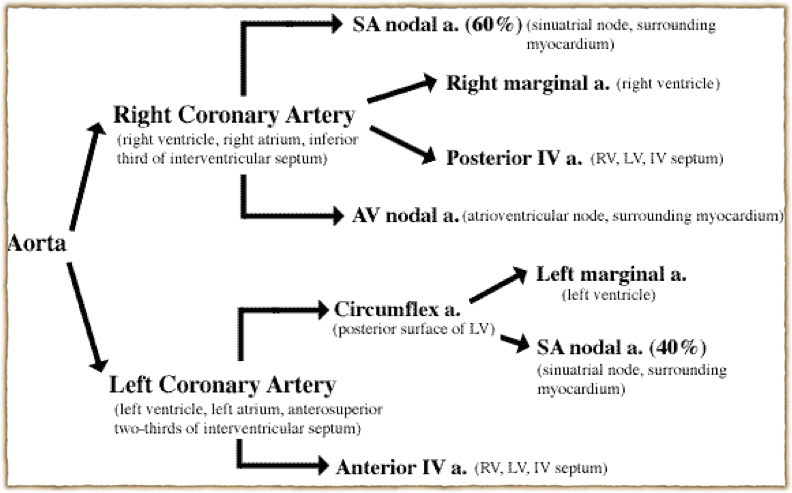 SA nodal a. (60%) (sinuatrial node, surrounding
myocardium)
Right marginal a. (right ventricle)
Right Coronary Artery
(right ventricle, right atrium, inferior
third of interventricular septum)
Posterior IV a. (RV, LV, IV septum)
AV nodal a. (atrioventricular node, surrounding myocardium)
Aorta
Left marginal a.
(left ventricle)
Circumflex a.
(posterior surface of LV)
SA nodal a. (40%)
(sinuatrial node, surrounding
myocardium)
Left Coronary Artery
(left ventricle, left atrium, anterosuperior
two-thirds of interventricular septum)
Anterior IV a. (RV, LV, IV septum)